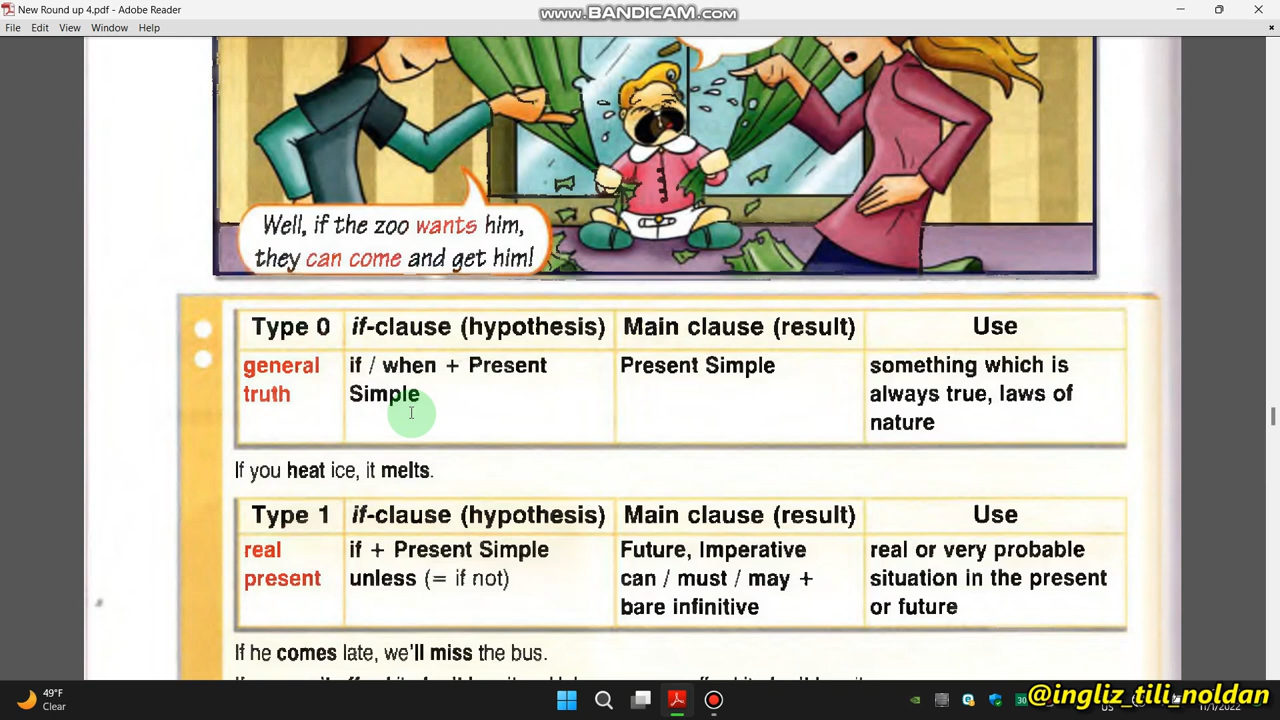 New Round up 4.pdf - Adobe Reader
www.BANDICAM.com
File Edit View Window Help
Well, if the zoo wants him,
they can come and get him!
Type 0 if-clause (hypothesis) Main clause (result) Use
general if / when + Present Present Simple something which is
truth Simple always true, laws of
nature
If you heat ice, it melts.
Type 1 if-clause (hypothesis) Main clause (result) Use
real if + Present Simple Future, Imperative real or very probable
present unless (= if not) can / must / may + situation in the present
bare infinitive or future
If he comes late, we'll miss the bus.
49°F
Clear
@ingliz_tili_noldan